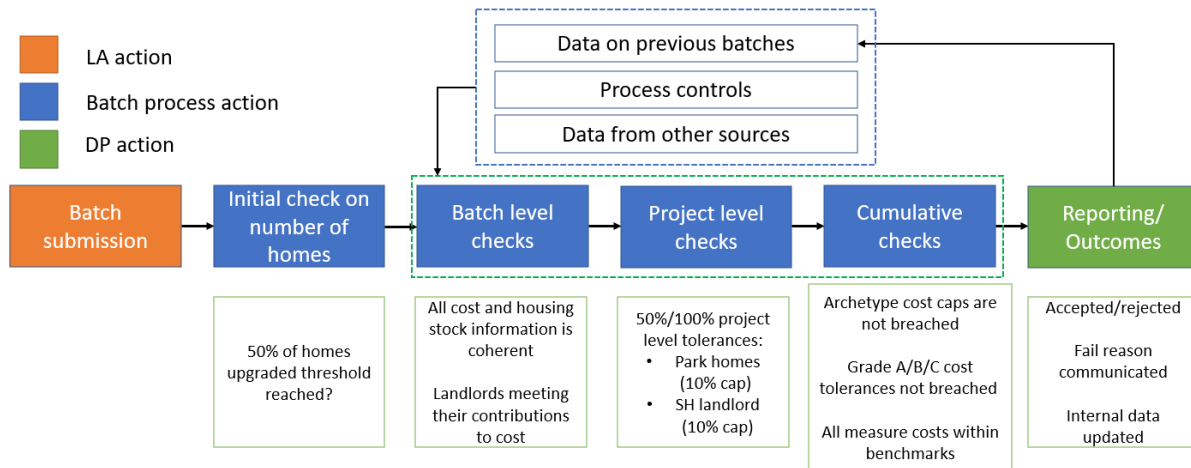 LA action
Batch process action
DP action
Data on previous batches
Process controls
Data from other sources
Batch
submission
Initial check on
number of
homes
Batch level
checks
Project level
checks
Cumulative
checks
Reporting/
Outcomes
50% of homes
upgraded threshold
reached?
All cost and housing
stock information is
coherent
Landlords meeting
their contributions
to cost
50%/100% project
level tolerances:
• Park homes
(10% cap)
• SH landlord
(10% cap)
Archetype cost caps are
not breached
Grade A/B/C cost
tolerances not breached
All measure costs within
benchmarks
Accepted/rejected
Fail reason
communicated
Internal data
updated